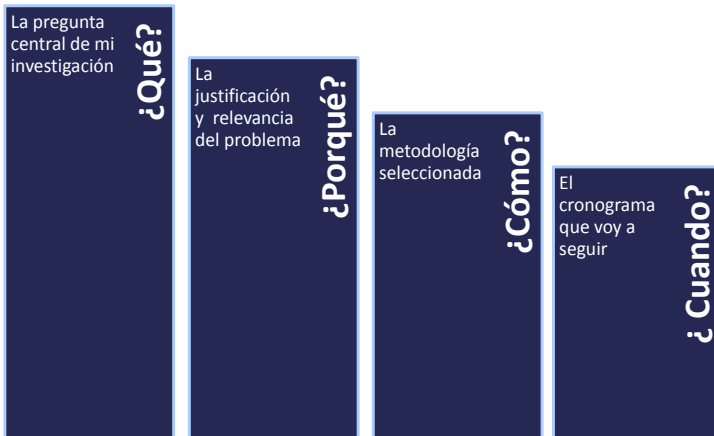 La pregunta
central de mi
investigación
¿Qué?
La
justificación
y relevancia
del problema
¿Porqué?
La
metodología
seleccionada
¿Cómo?
El
cronograma
que voy a
seguir
¿ Cuando?